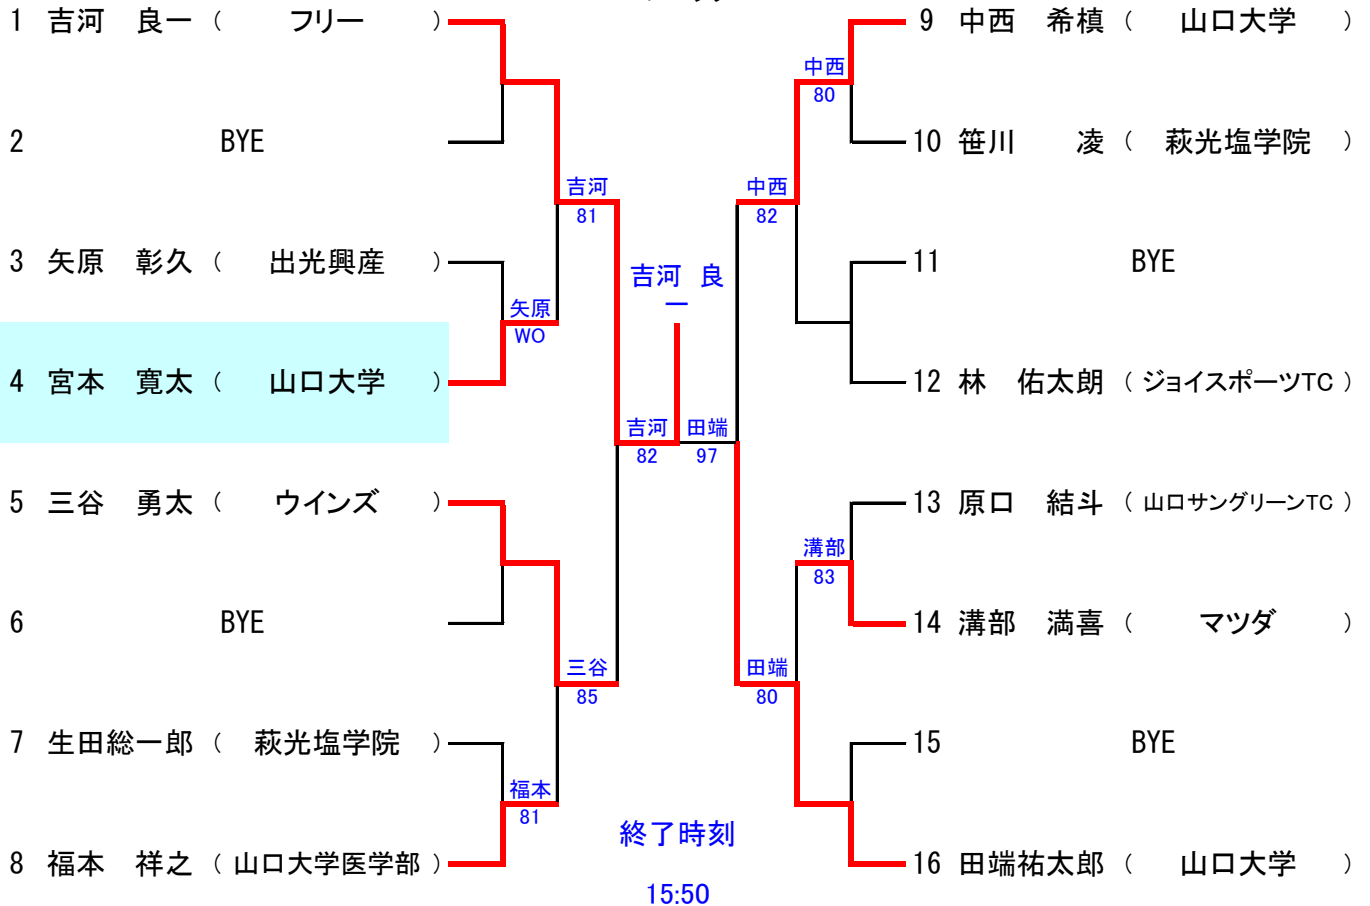 1 吉河 良一 （ フリー ）
2 BYE
3 矢原 彰久 （ 出光興産 ）
4 宮本 寛太 （ 山口大学 ）
5 三谷 勇太 （ ウインズ ）
6 BYE
7 生田総一郎 （ 萩光塩学院 ）
8 福本 祥之 （ 山口大学医学部 ）
吉河
81
矢原
WO
三谷
85
福本
81
吉河 良
一
吉河
82
田端
97
終了時刻
15:50
中西
80
中西
82
溝部
83
田端
80
9 中西 希槙 （ 山口大学 ）
10 笹川 凌 （ 萩光塩学院 ）
11 BYE
12 林 佑太朗 （ ジョイスポーツTC ）
13 原口 結斗 （ 山口サングリーンTC ）
14 溝部 満喜 （ マツダ ）
15 BYE
16 田端祐太郎 （ 山口大学 ）